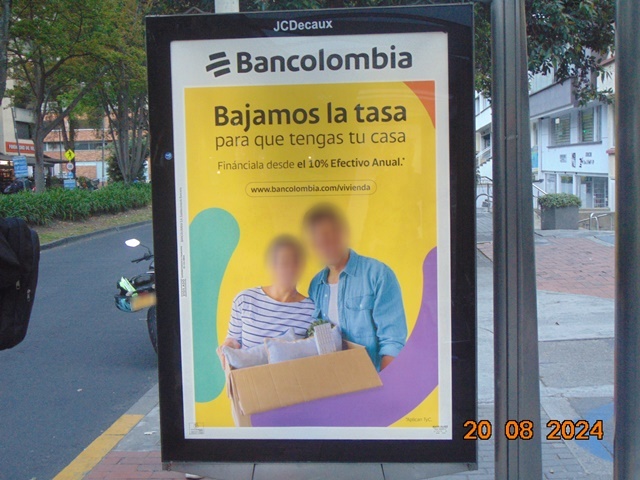 JCDecaux
Bancolombia
Bajamos la tasa
para que tengas tu casa
Fináncíala desde el 10% Efectivo Anual.*
www.bancolombia.com/vivienda
20 08 2024